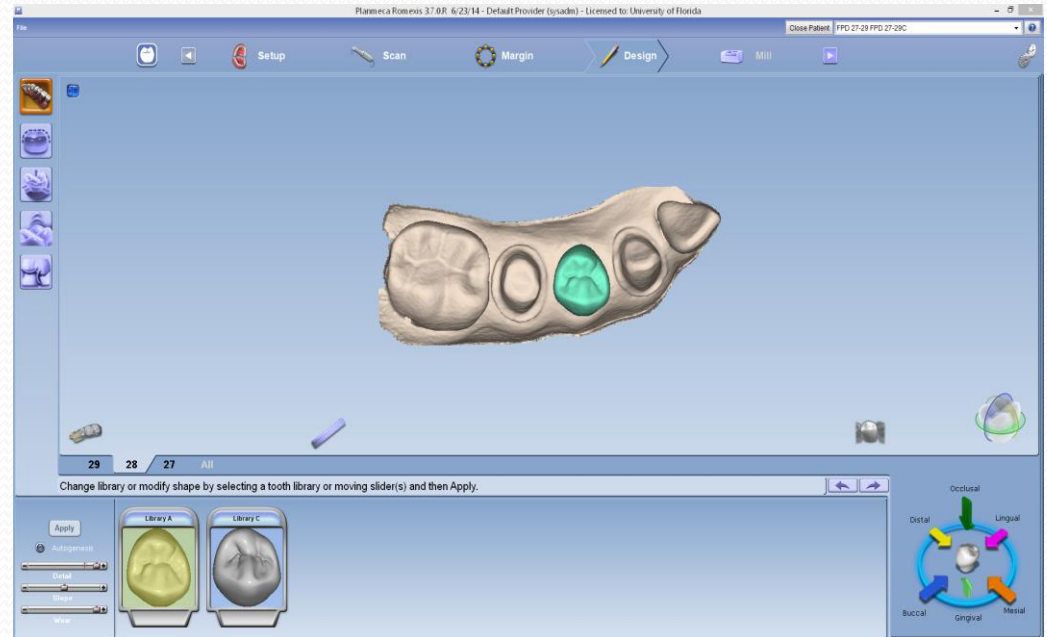 Planmeca Romexis 3.7.0.R 6/23/14 - Default Provider (sysadm) - Licensed to: University of Florida
File
Close Patient FPD 27-29 FPD 27-29C
Setup Scan Margin Design Mill
29 28 27 All
Change library or modify shape by selecting a tooth library or moving slider(s) and then Apply.
Apply
Autogenesis
Detail
Shape
Wear
Library A Library C
Occlusal
Distal Lingual
Buccal Mesial
Gingival